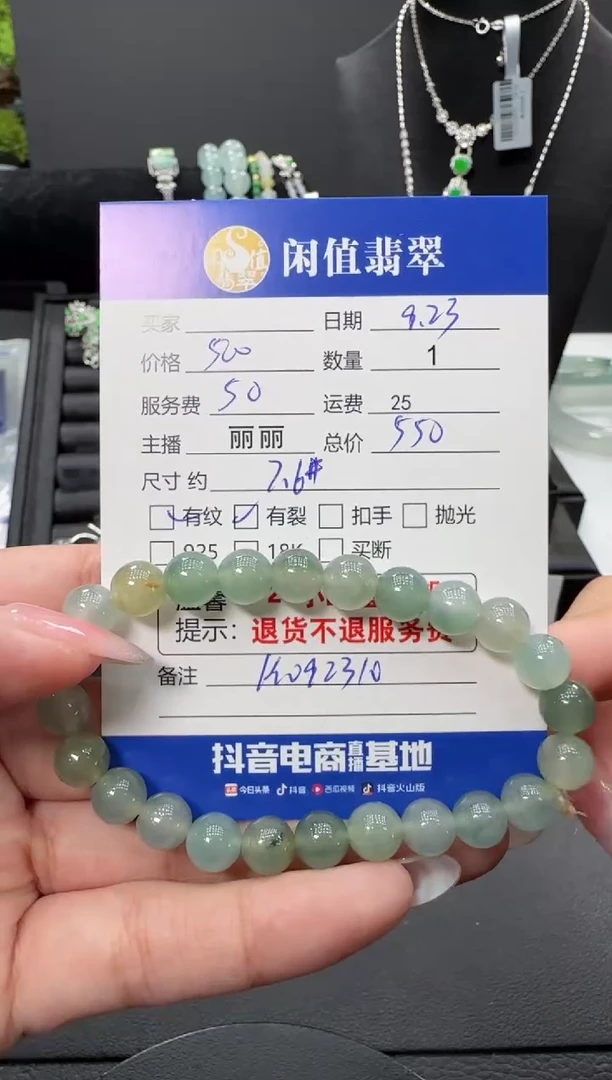 闲值翡翠
买家 日期 9.23
价格 500 数量 1
服务费 50 运费 25
主播 丽丽 总价 550
尺寸 约 7.6#
有纹 有裂 扣手 抛光
925 18K 买断
温馨
提示：退货不退服务费
备注 K092310
抖音电商直播基地
今日头条 抖音 西瓜视频 抖音火山版